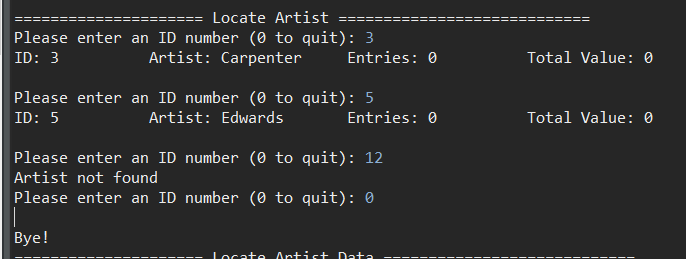 ===================== Locate Artist ============================
Please enter an ID number (0 to quit): 3
ID: 3          Artist: Carpenter     Entries: 0          Total Value: 0
Please enter an ID number (0 to quit): 5
ID: 5          Artist: Edwards       Entries: 0          Total Value: 0
Please enter an ID number (0 to quit): 12
Artist not found
Please enter an ID number (0 to quit): 0
Bye!
===================== Locate Artist Data ============================